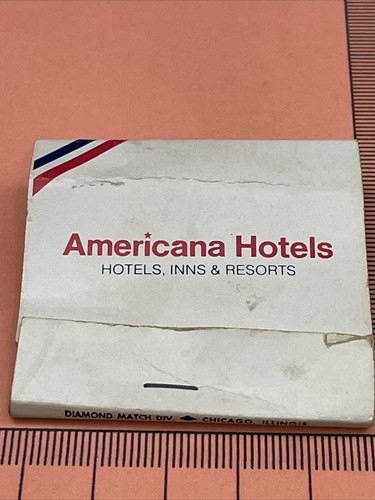 Americana Hotels
HOTELS, INNS & RESORTS
DIAMOND MATCH DIV. ◆ CHICAGO, ILLINOIS